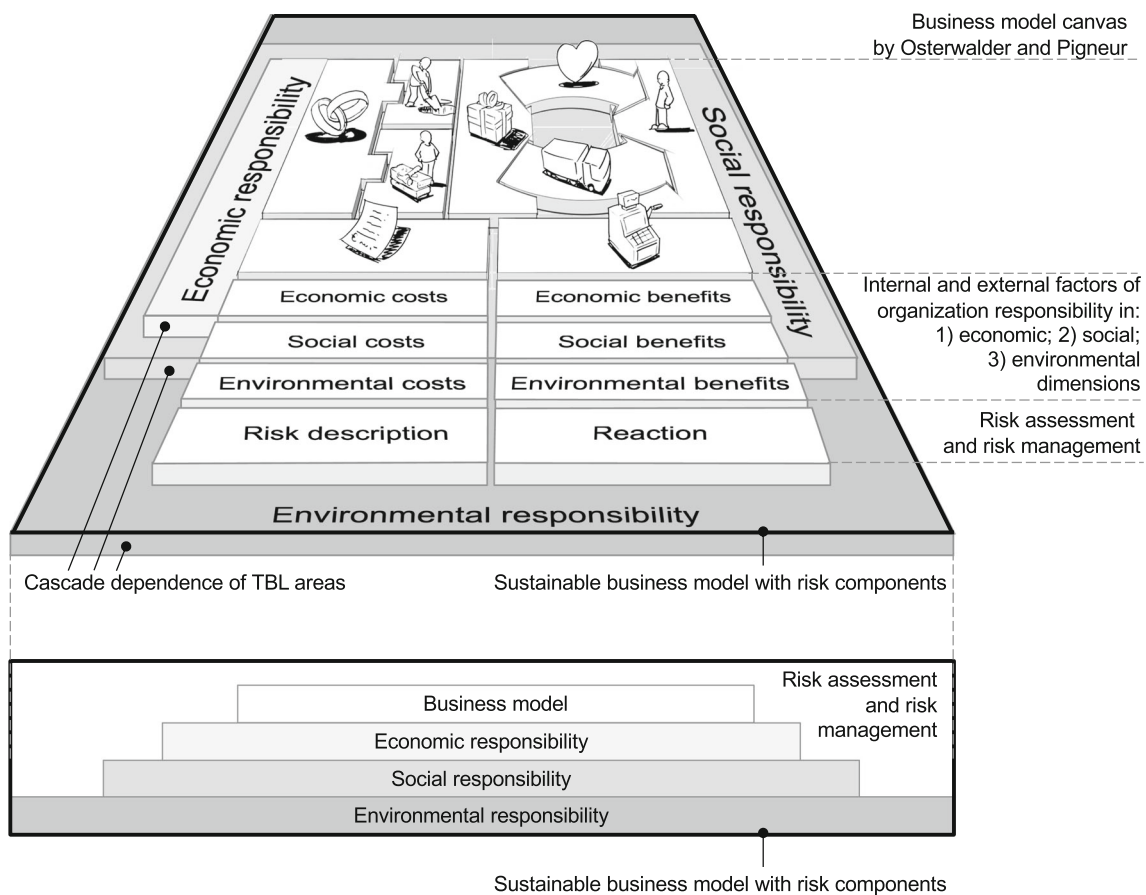 Business model canvas
by Osterwalder and Pigneur
Economic responsibility
Social responsibility
Economic costs
Economic benefits
Social costs
Social benefits
Environmental costs
Environmental benefits
Risk description
Reaction
Environmental responsibility
Internal and external factors of
organization responsibility in:
1) economic; 2) social;
3) environmental
dimensions
Risk assessment
and risk management
Cascade dependence of TBL areas
Sustainable business model with risk components
Risk assessment
and risk
management
Business model
Economic responsibility
Social responsibility
Environmental responsibility
Sustainable business model with risk components